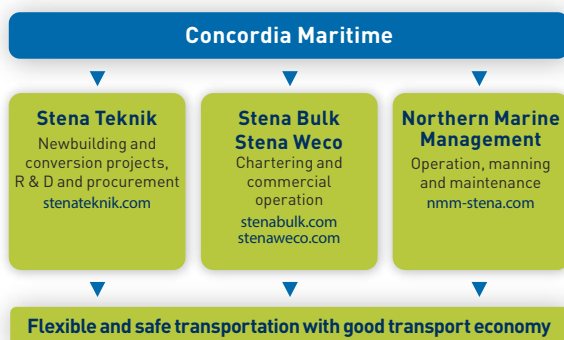 Concordia Maritime
Stena Teknik
Newbuilding and
conversion projects,
R & D and procurement
stenateknik.com
Stena Bulk
Stena Weco
Chartering and
commercial
operation
stenabulk.com
stenaweco.com
Northern Marine
Management
Operation, manning
and maintenance
nmm-stena.com
Flexible and safe transportation with good transport economy